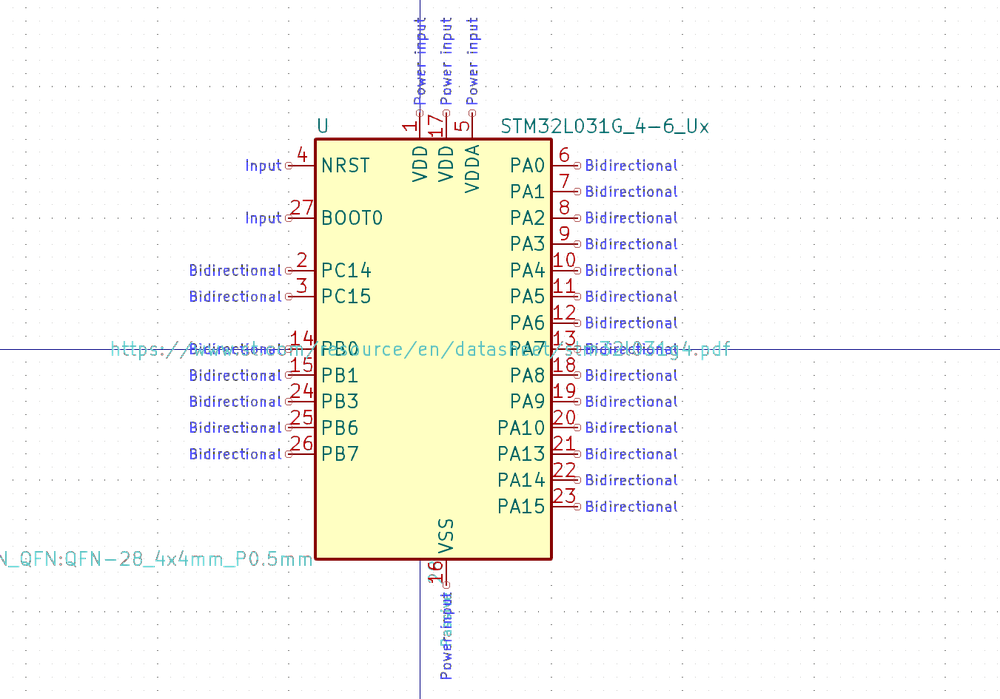 Power input
Power input
Power input
1
17
5
U
STM32L031G_4-6_Ux
VDD
VDD
VDDA
Input 4 NRST
PA0 6 Bidirectional
PA1 7 Bidirectional
Input 27 BOOT0
PA2 8 Bidirectional
PA3 9 Bidirectional
Bidirectional 2 PC14
PA4 10 Bidirectional
Bidirectional 3 PC15
PA5 11 Bidirectional
PA6 12 Bidirectional
Bidirectional 14 PB0
PA7 13 Bidirectional
Bidirectional 15 PB1
PA8 18 Bidirectional
Bidirectional 24 PB3
PA9 19 Bidirectional
Bidirectional 25 PB6
PA10 20 Bidirectional
Bidirectional 26 PB7
PA13 21 Bidirectional
PA14 22 Bidirectional
PA15 23 Bidirectional
VSS
N_QFN:QFN-28_4x4mm_P0.5mm
16
Power input